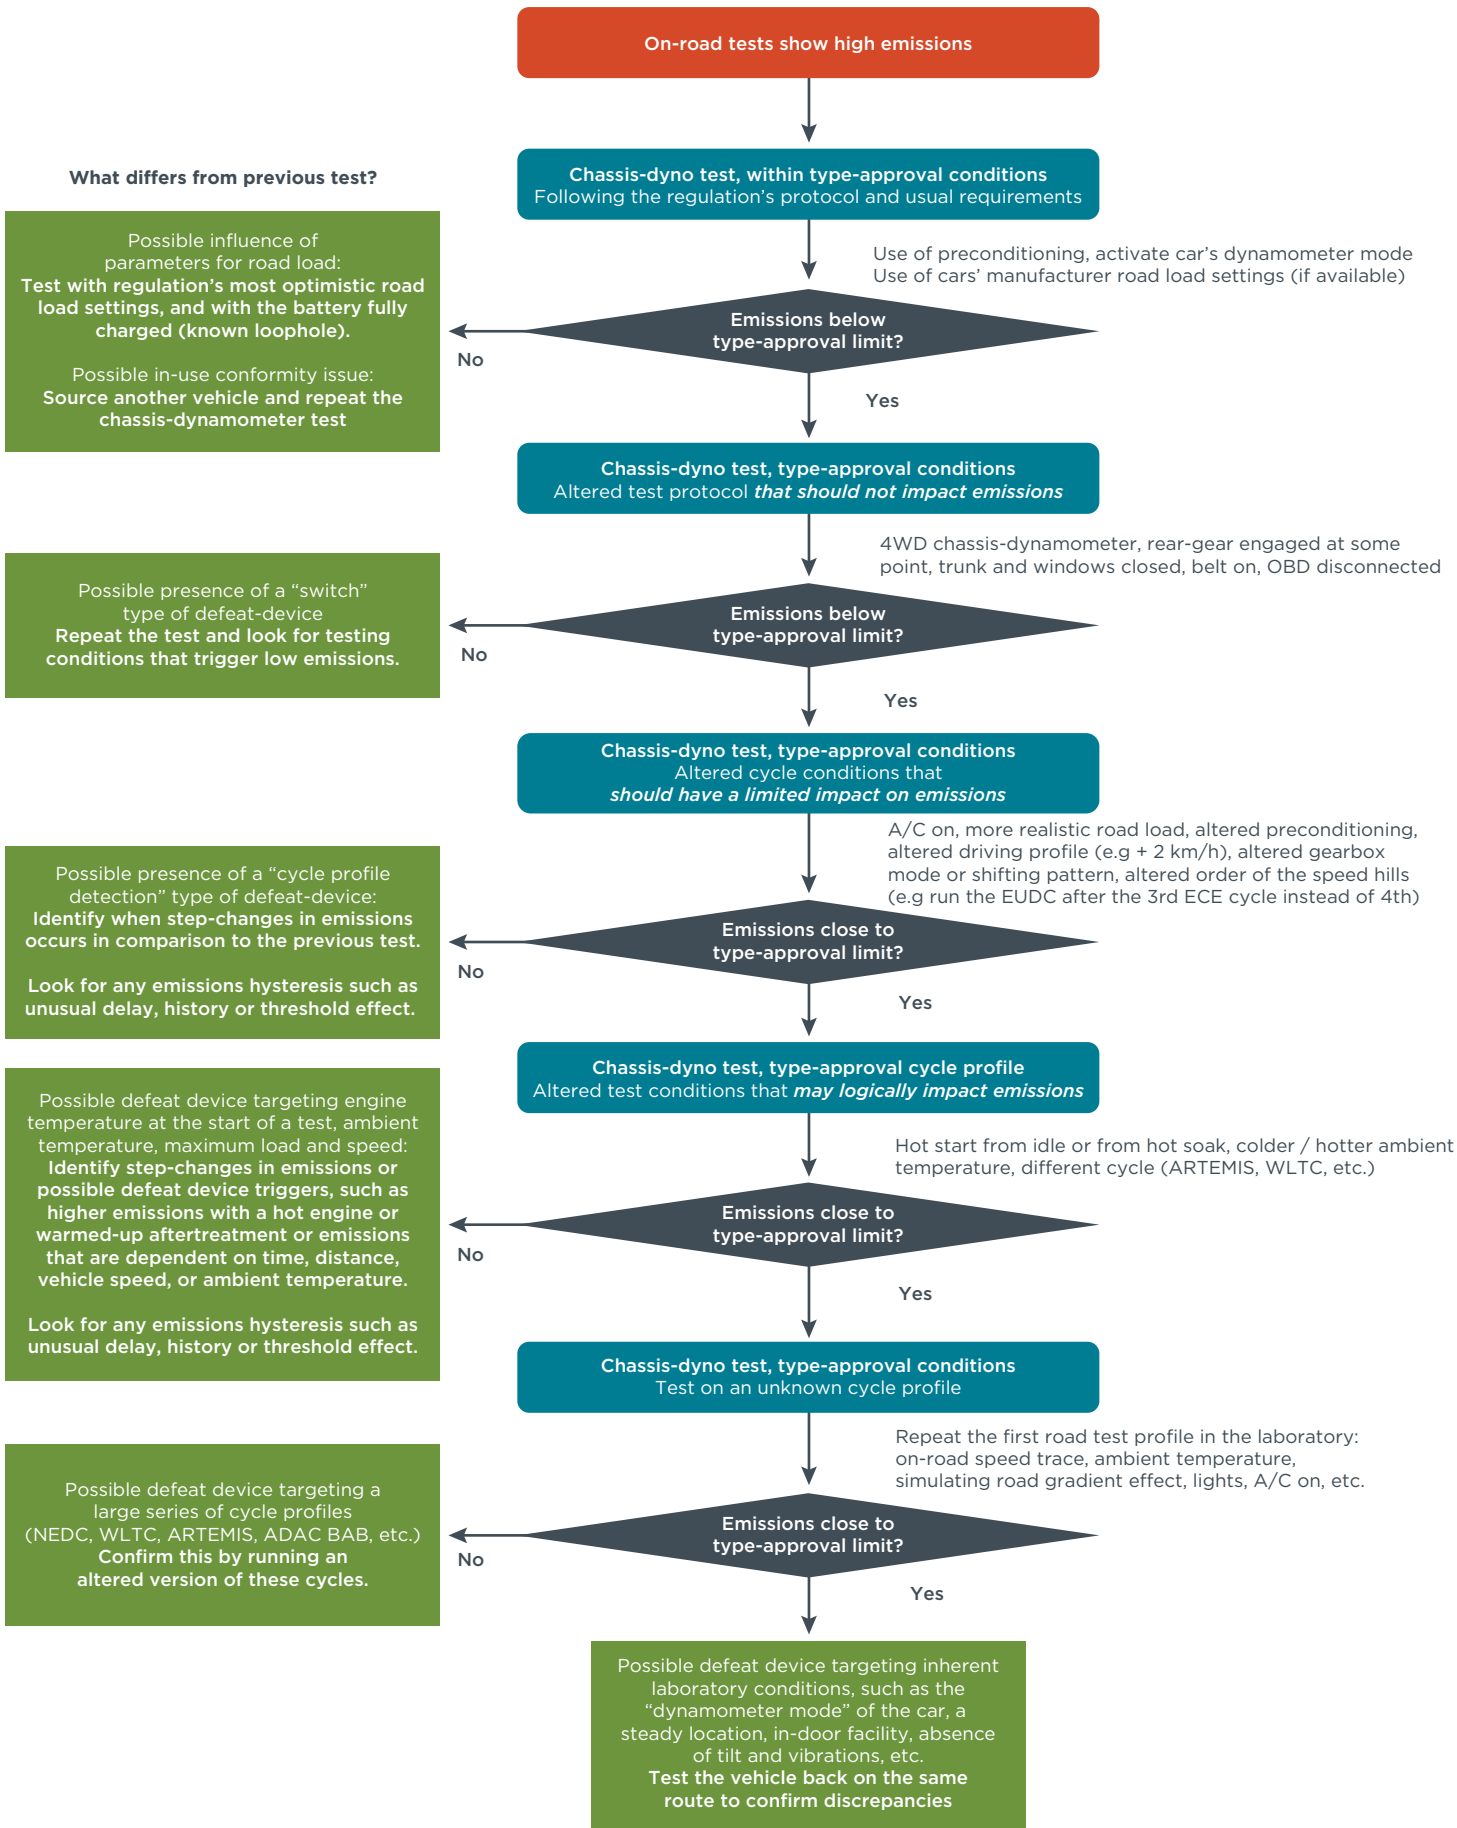 On-road tests show high emissions
What differs from previous test?
Chassis-dyno test, within type-approval conditions
Following the regulation's protocol and usual requirements
Use of preconditioning, activate car's dynamometer mode
Use of cars' manufacturer road load settings (if available)
Possible influence of
parameters for road load:
Test with regulation's most optimistic road
load settings, and with the battery fully
charged (known loophole).
Possible in-use conformity issue:
Source another vehicle and repeat the
chassis-dynamometer test
Emissions below
type-approval limit?
No
Yes
Chassis-dyno test, type-approval conditions
Altered test protocol that should not impact emissions
4WD chassis-dynamometer, rear-gear engaged at some
point, trunk and windows closed, belt on, OBD disconnected
Possible presence of a “switch”
type of defeat-device
Repeat the test and look for testing
conditions that trigger low emissions.
Emissions below
type-approval limit?
No
Yes
Chassis-dyno test, type-approval conditions
Altered cycle conditions that
should have a limited impact on emissions
A/C on, more realistic road load, altered preconditioning,
altered driving profile (e.g + 2 km/h), altered gearbox
mode or shifting pattern, altered order of the speed hills
(e.g run the EUDC after the 3rd ECE cycle instead of 4th)
Possible presence of a “cycle profile
detection” type of defeat-device:
Identify when step-changes in emissions
occurs in comparison to the previous test.
Look for any emissions hysteresis such as
unusual delay, history or threshold effect.
Emissions close to
type-approval limit?
No
Yes
Chassis-dyno test, type-approval cycle profile
Altered test conditions that may logically impact emissions
Hot start from idle or from hot soak, colder / hotter ambient
temperature, different cycle (ARTEMIS, WLTC, etc.)
Possible defeat device targeting engine
temperature at the start of a test, ambient
temperature, maximum load and speed:
Identify step-changes in emissions or
possible defeat device triggers, such as
higher emissions with a hot engine or
warmed-up aftertreatment or emissions
that are dependent on time, distance,
vehicle speed, or ambient temperature.
Look for any emissions hysteresis such as
unusual delay, history or threshold effect.
Emissions close to
type-approval limit?
No
Yes
Chassis-dyno test, type-approval conditions
Test on an unknown cycle profile
Repeat the first road test profile in the laboratory:
on-road speed trace, ambient temperature,
simulating road gradient effect, lights, A/C on, etc.
Possible defeat device targeting a
large series of cycle profiles
(NEDC, WLTC, ARTEMIS, ADAC BAB, etc.)
Confirm this by running an
altered version of these cycles.
Emissions close to
type-approval limit?
No
Yes
Possible defeat device targeting inherent
laboratory conditions, such as the
“dynamometer mode” of the car, a
steady location, in-door facility, absence
of tilt and vibrations, etc.
Test the vehicle back on the same
route to confirm discrepancies